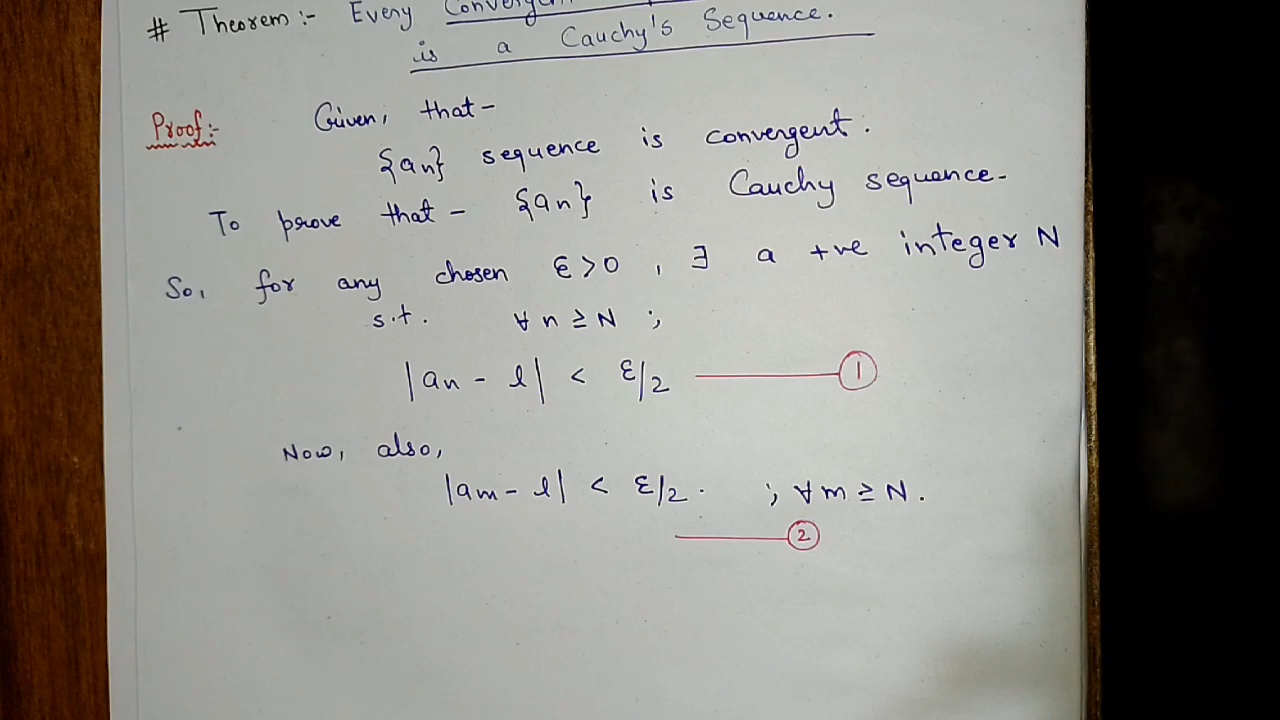 # Theorem:- Every Convergent
is a Cauchy's Sequence.
Proof:- Given, that-
{an} sequence is convergent.
To prove that - {an} is Cauchy sequence-
So, for any chosen ε>0, ∃ a +ve integer N
s.t. ∀ n ≥ N ;
|an - l| < ε/2 ① 
Now, also,
|am - l| < ε/2. ; ∀ m ≥ N.
②